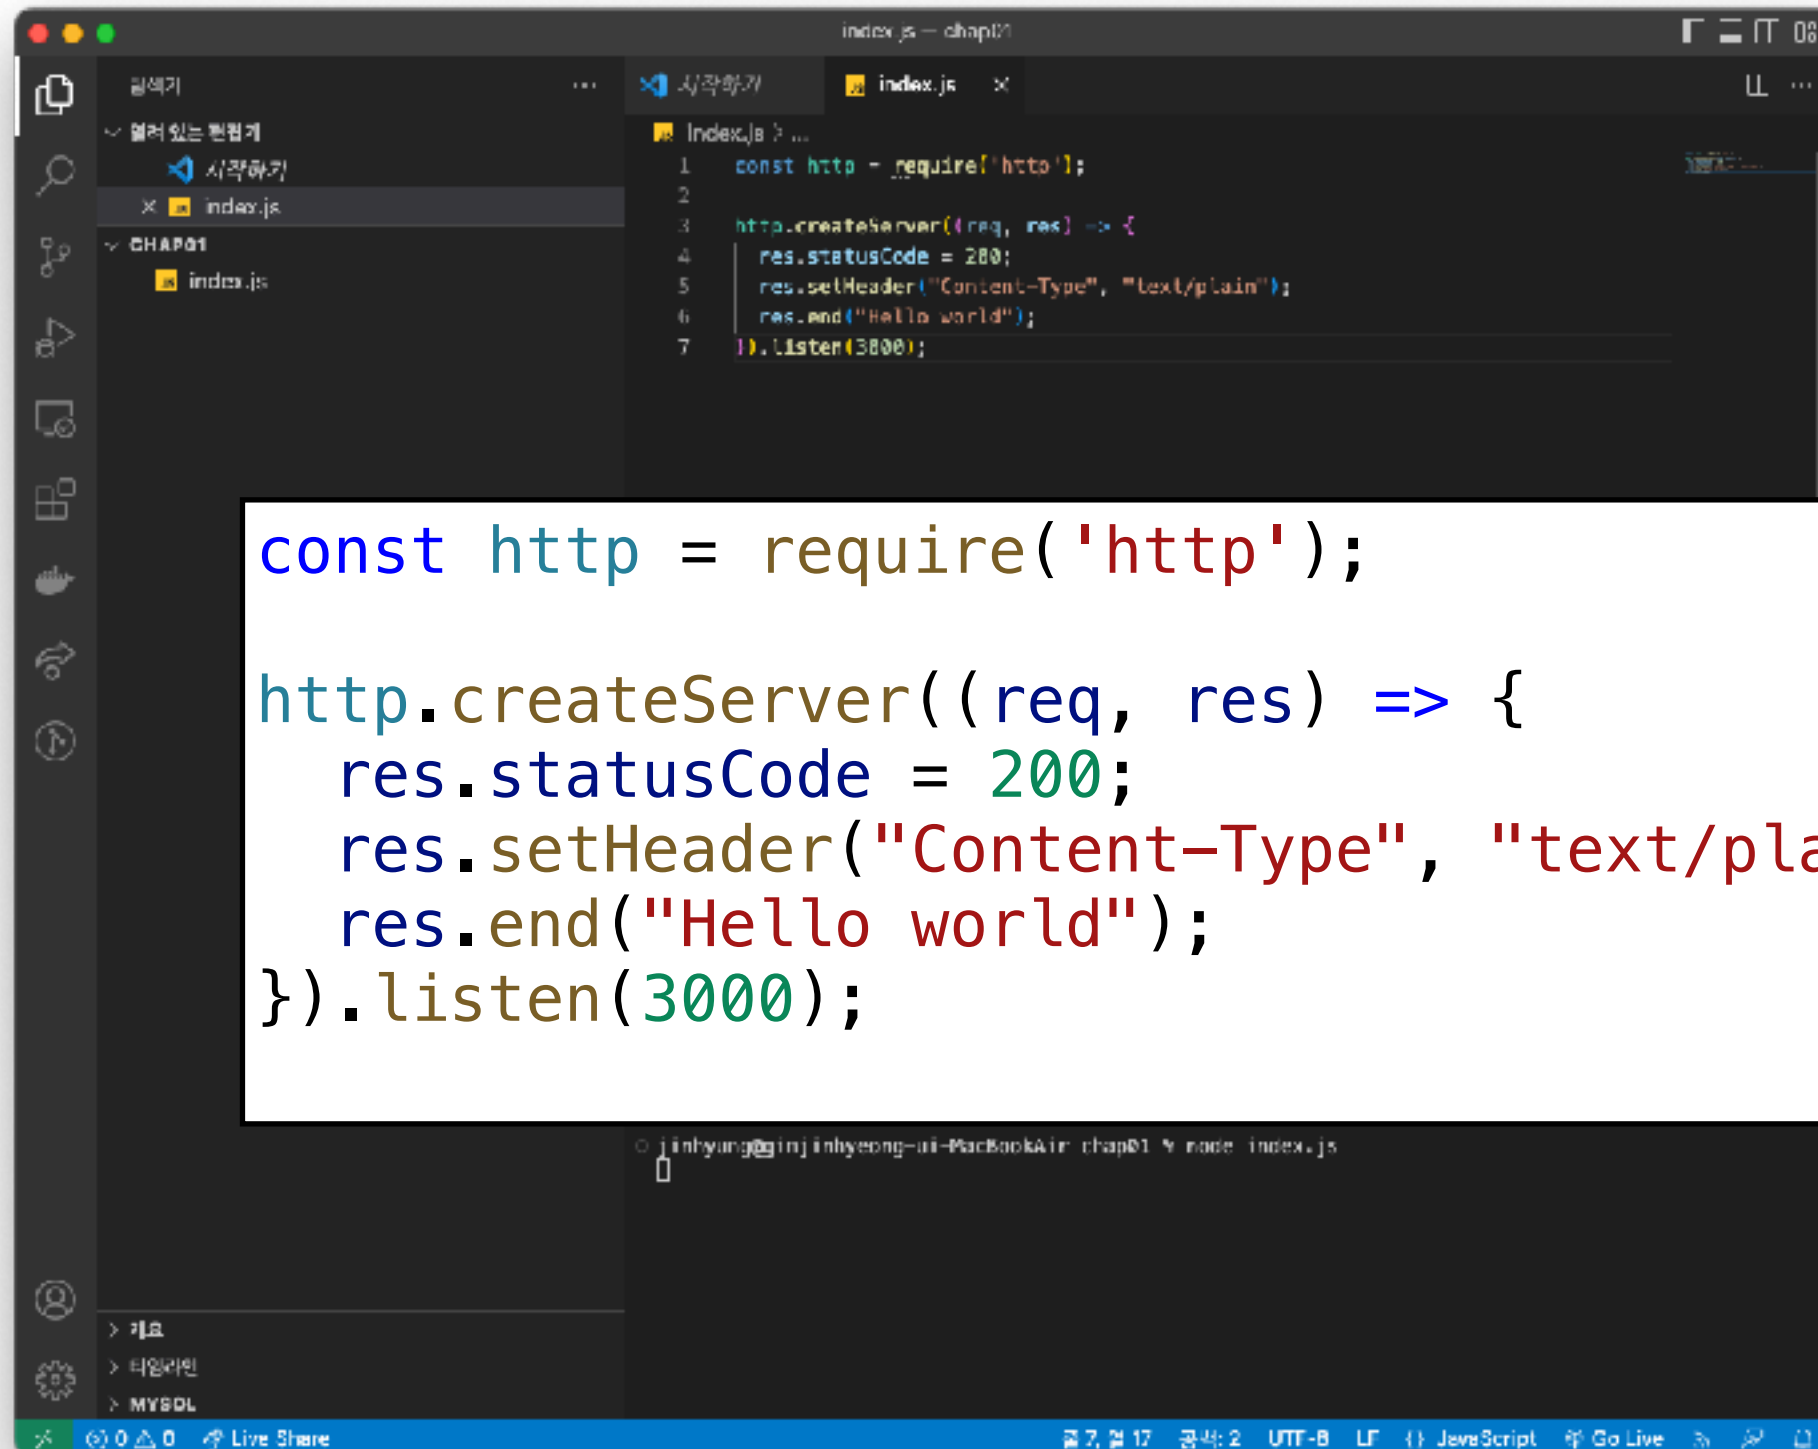 index.js — chap01
탐색기
시작하기
index.js
열려 있는 편집기
시작하기
index.js
CHAP01
index.js
index.js > ...
1 const http = require('http');
2
3 http.createServer((req, res) => {
4 res.statusCode = 200;
5 res.setHeader("Content-Type", "text/plain");
6 res.end("Hello world");
7 }).listen(3000);
const http = require('http');
http.createServer((req, res) => {
res.statusCode = 200;
res.setHeader("Content-Type", "text/pla
res.end("Hello world");
}).listen(3000);
jinhyung@gimjinhyeong-ui-MacBookAir chap01 % node index.js
개요
타임라인
MYSQL
0 0 Live Share
줄 7, 열 17 공백: 2 UTF-8 LF {} JavaScript Go Live